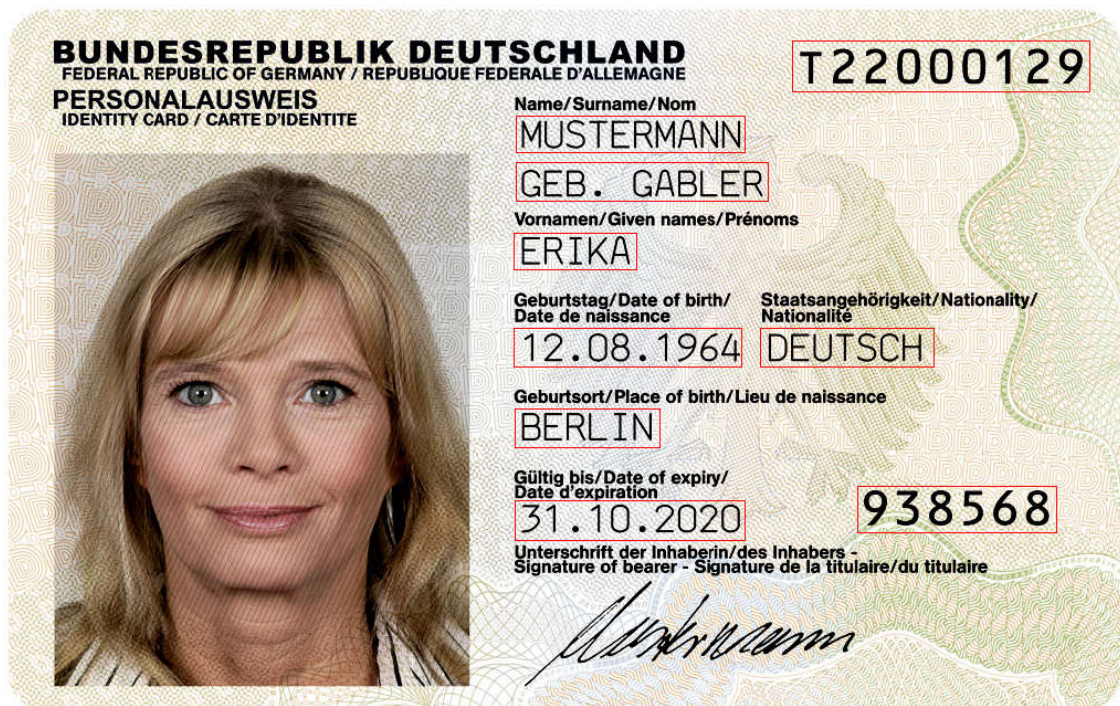 BUNDESREPUBLIK DEUTSCHLAND
FEDERAL REPUBLIC OF GERMANY / REPUBLIQUE FEDERALE D'ALLEMAGNE
PERSONALAUSWEIS
IDENTITY CARD / CARTE D'IDENTITE
T22000129
Name/Surname/Nom
MUSTERMANN
GEB. GABLER
Vornamen/Given names/Prénoms
ERIKA
Geburtstag/Date of birth/
Date de naissance
12.08.1964
Staatsangehörigkeit/Nationality/
Nationalité
DEUTSCH
Geburtsort/Place of birth/Lieu de naissance
BERLIN
Gültig bis/Date of expiry/
Date d'expiration
31.10.2020
938568
Unterschrift der Inhaberin/des Inhabers -
Signature of bearer - Signature de la titulaire/du titulaire
Mustermann